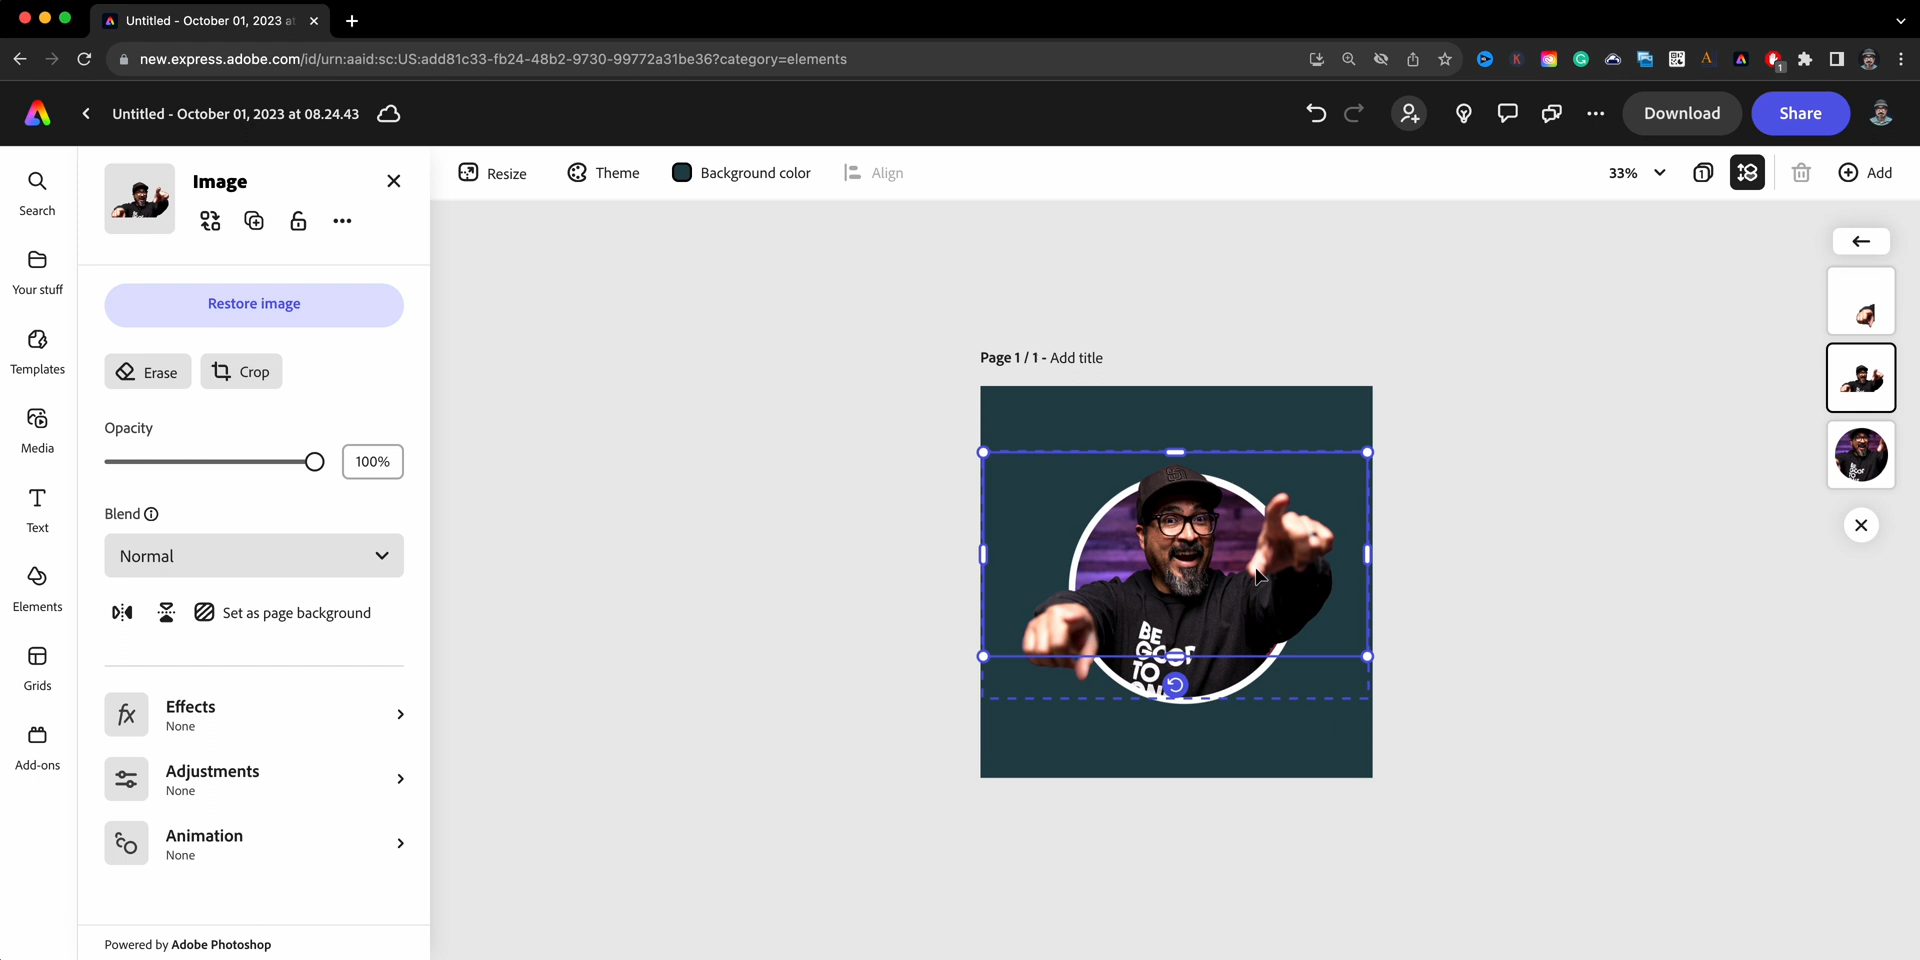 Untitled - October 01, 2023 at
new.express.adobe.com/id/urn:aaid:sc:US:add81c33-fb24-48b2-9730-99772a31be36?category=elements
1
Untitled - October 01, 2023 at 08.24.43
Download
Share
Search
Your stuff
Templates
Media
Text
Elements
Grids
Add-ons
Image
Restore image
Erase
Crop
Opacity
100%
Blend
Normal
Set as page background
Effects
None
Adjustments
None
Animation
None
Powered by Adobe Photoshop
Resize
Theme
Background color
Align
33%
1
Add
Page 1 / 1 - Add title
BE
GOOD
TO